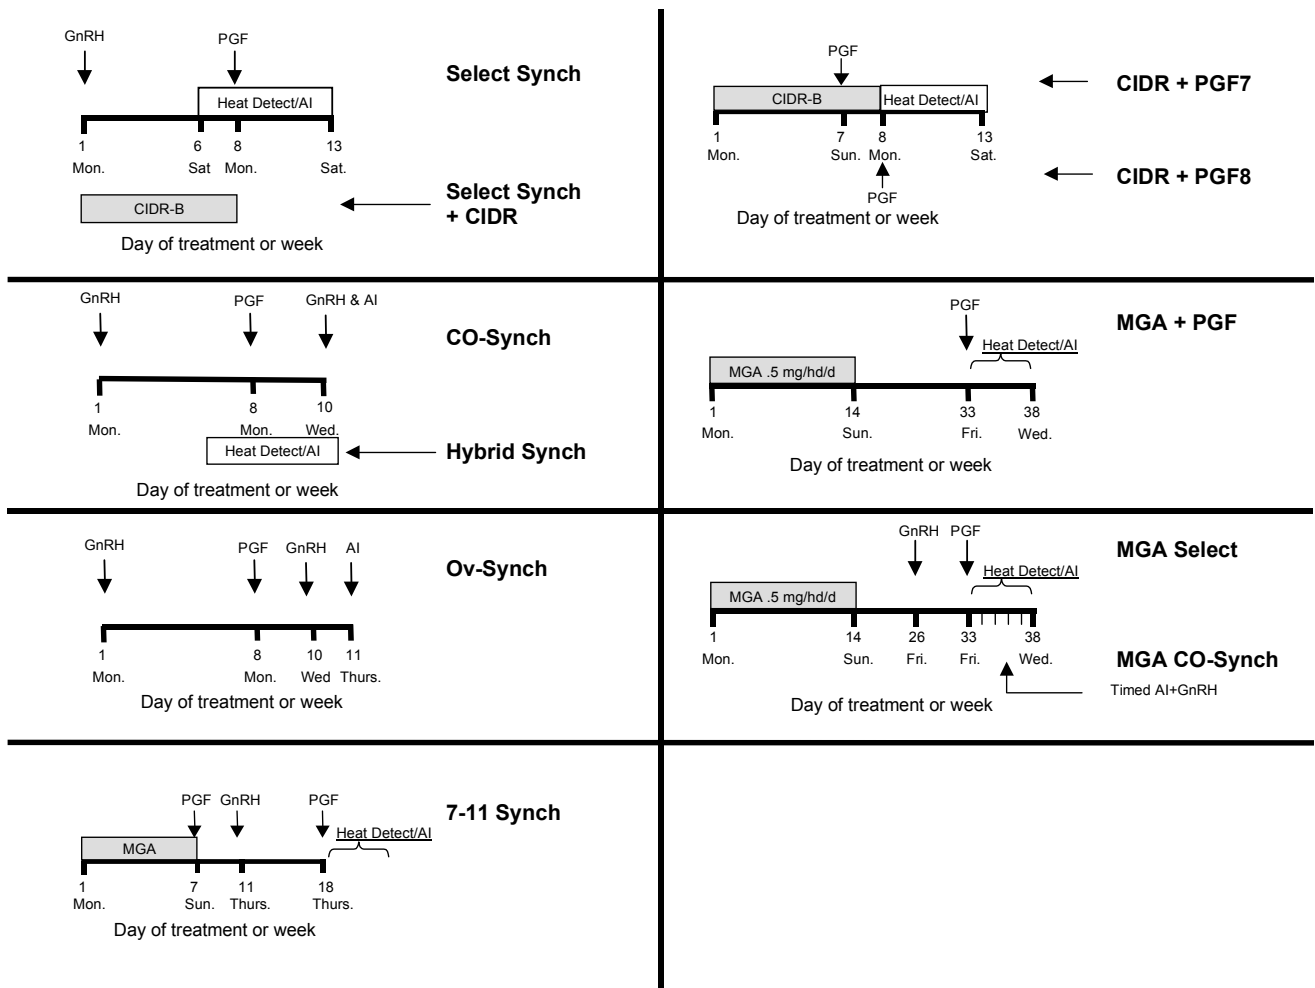 GnRH
PGF
Select Synch
Heat Detect/AI
1
6
8
13
Mon.
Sat
Mon.
Sat.
Select Synch
+ CIDR
CIDR-B
Day of treatment or week
PGF
CIDR + PGF7
CIDR-B
Heat Detect/AI
1
7
8
13
Mon.
Sun.
Mon.
Sat.
CIDR + PGF8
PGF
Day of treatment or week
GnRH
PGF
GnRH & AI
CO-Synch
1
8
10
Mon.
Mon.
Wed.
Heat Detect/AI
Hybrid Synch
Day of treatment or week
PGF
MGA + PGF
Heat Detect/AI
MGA .5 mg/hd/d
1
14
33
38
Mon.
Sun.
Fri.
Wed.
Day of treatment or week
GnRH
PGF
GnRH
AI
Ov-Synch
1
8
10
11
Mon.
Mon.
Wed
Thurs.
Day of treatment or week
GnRH
PGF
MGA Select
Heat Detect/AI
MGA .5 mg/hd/d
1
14
26
33
38
Mon.
Sun.
Fri.
Fri.
Wed.
MGA CO-Synch
Timed AI+GnRH
Day of treatment or week
PGF
GnRH
PGF
7-11 Synch
Heat Detect/AI
MGA
1
7
11
18
Mon.
Sun.
Thurs.
Thurs.
Day of treatment or week